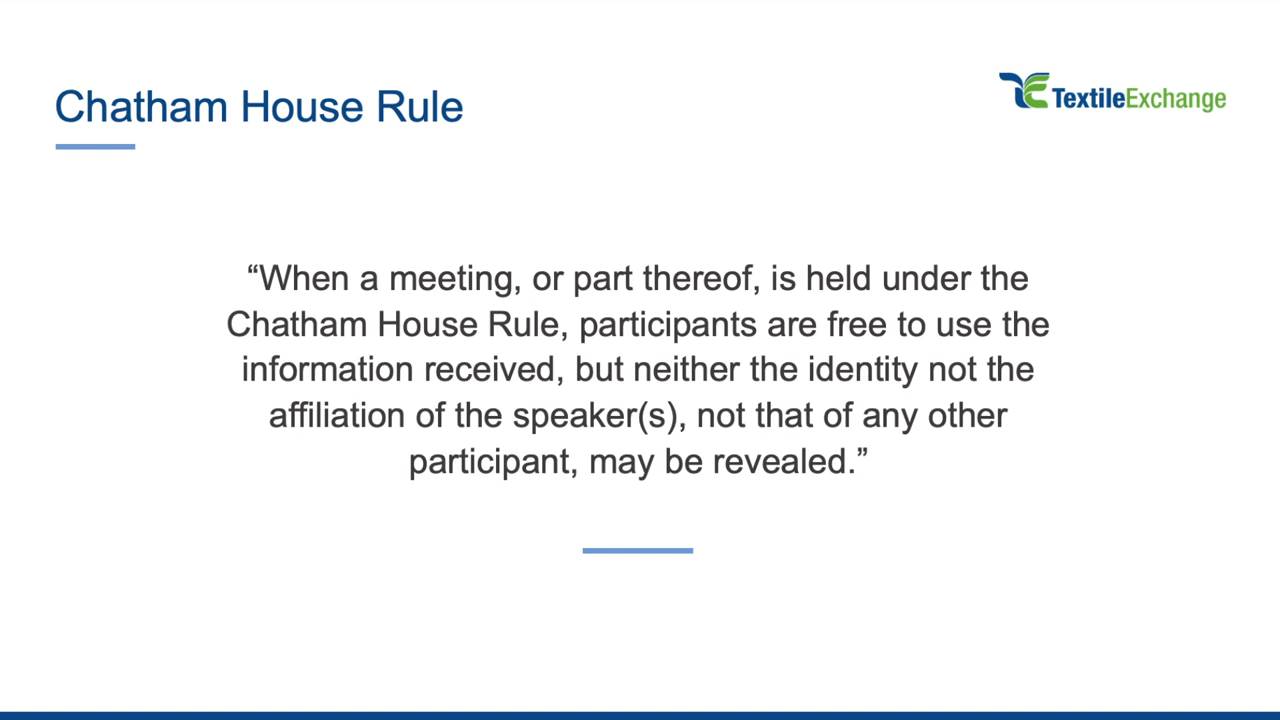 Chatham House Rule
TextileExchange
“When a meeting, or part thereof, is held under the
Chatham House Rule, participants are free to use the
information received, but neither the identity not the
affiliation of the speaker(s), not that of any other
participant, may be revealed.”